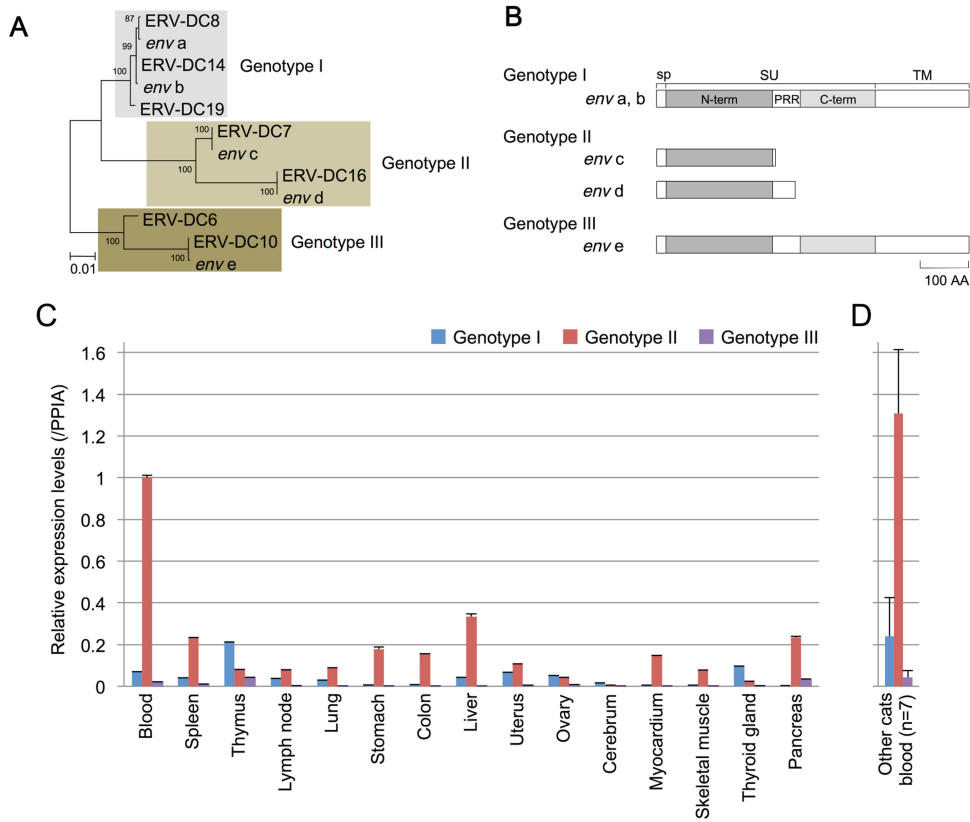 A
87
ERV-DC8
env a
99
ERV-DC14
Genotype I
100
env b
ERV-DC19
100
ERV-DC7
env c
100
Genotype II
100
ERV-DC16
env d
ERV-DC6
100
ERV-DC10
Genotype III
100
env e
0.01
B
Genotype I
sp
SU
TM
env a, b
N-term
PRR
C-term
Genotype II
env c
env d
Genotype III
env e
100 AA
C
Genotype I
Genotype II
Genotype III
Relative expression levels (/PPIA)
1.6
1.4
1.2
1
0.8
0.6
0.4
0.2
0
Blood
Spleen
Thymus
Lymph node
Lung
Stomach
Colon
Liver
Uterus
Ovary
Cerebrum
Myocardium
Skeletal muscle
Thyroid gland
Pancreas
D
Other cats
blood (n=7)